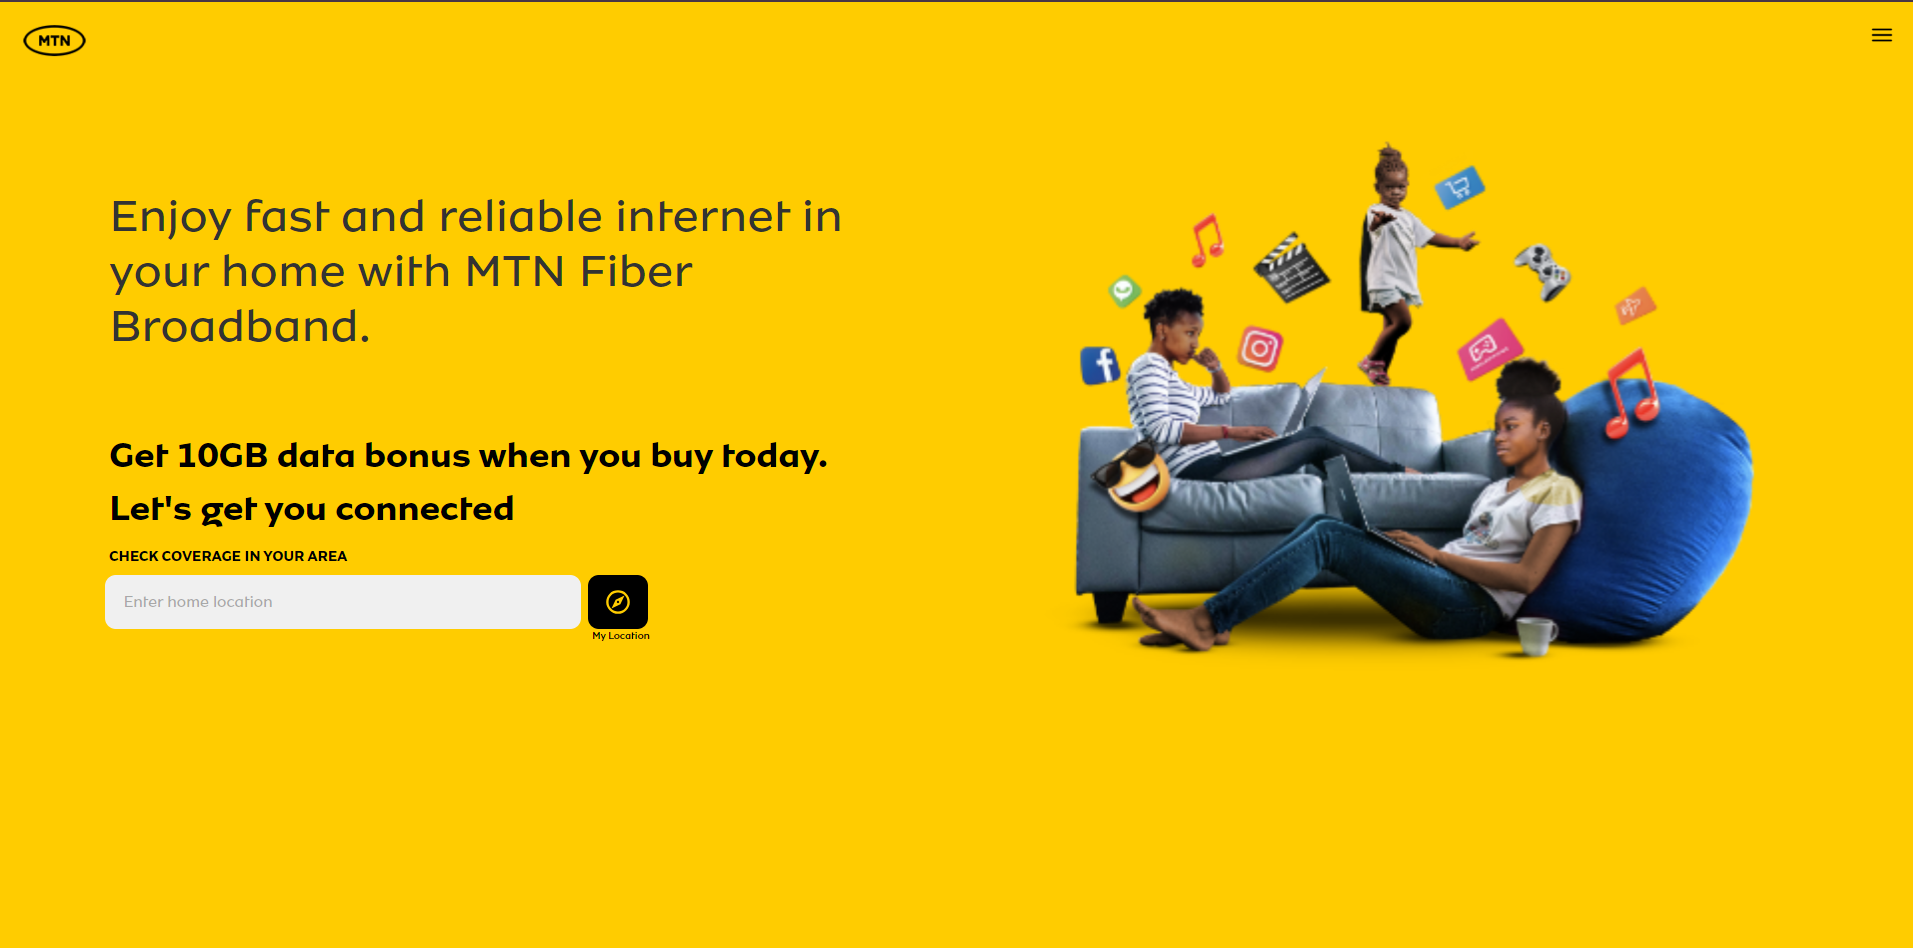 MTN
Enjoy fast and reliable internet in
your home with MTN Fiber
Broadband.
Get 10GB data bonus when you buy today.
Let's get you connected
CHECK COVERAGE IN YOUR AREA
Enter home location
My Location